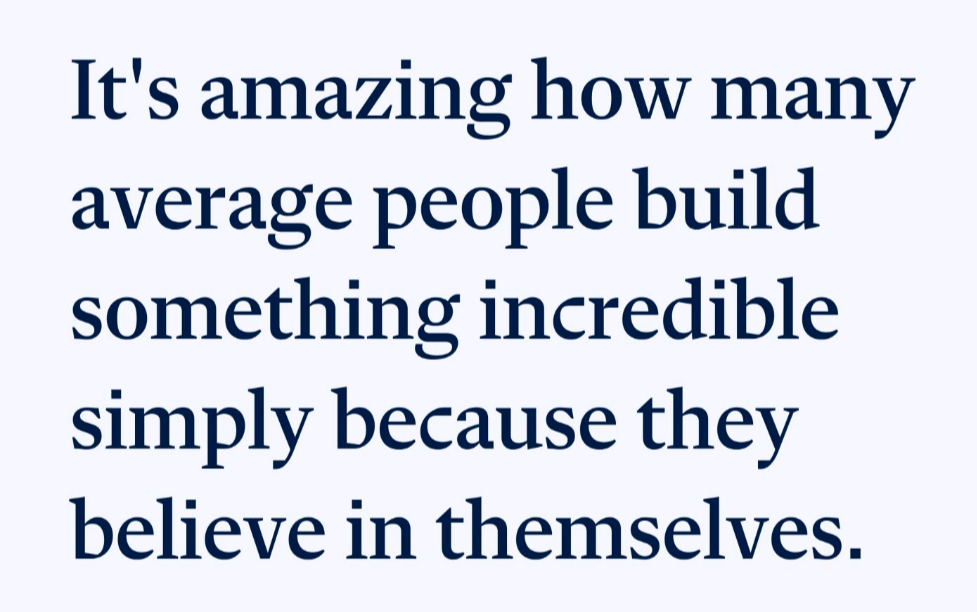 It's amazing how many
average people build
something incredible
simply because they
believe in themselves.